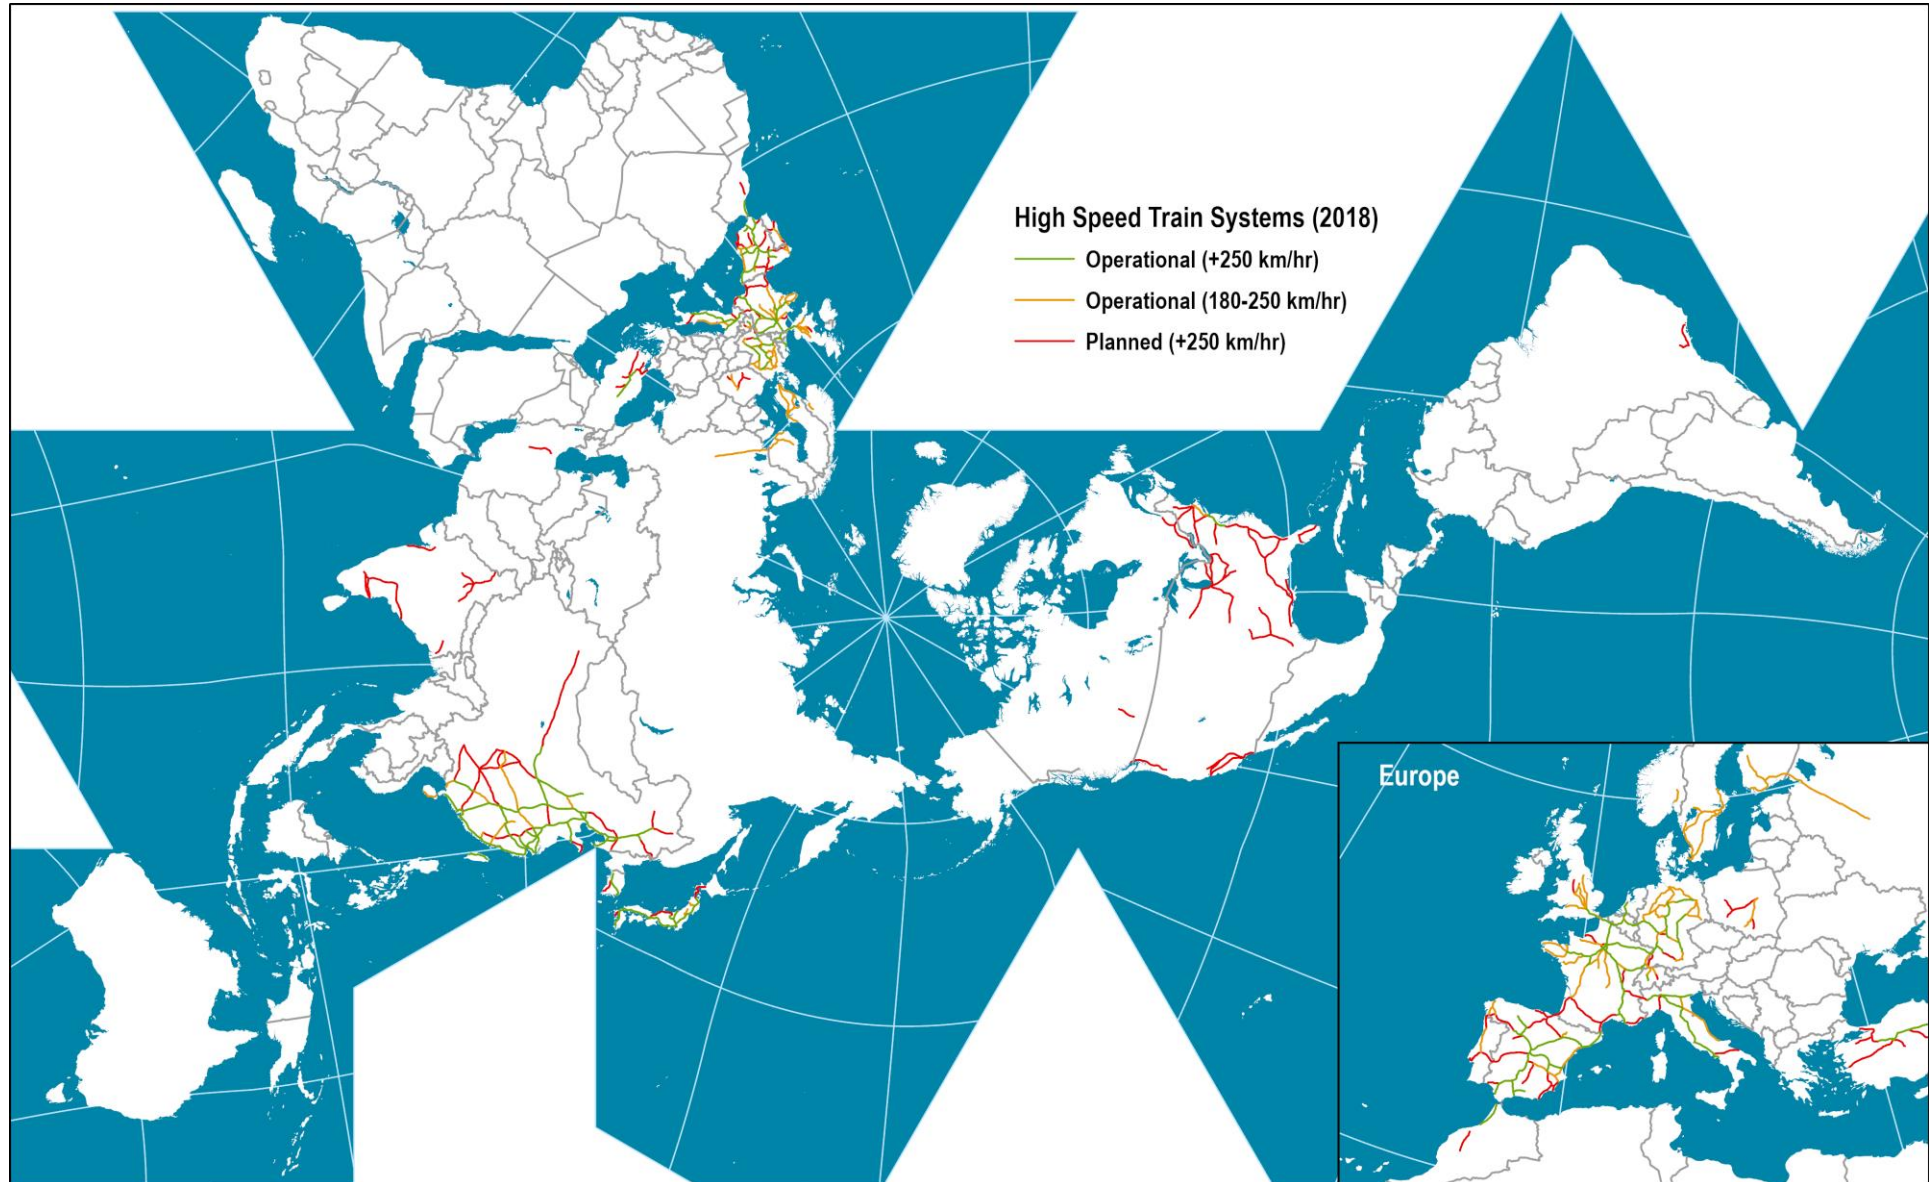 High Speed Train Systems (2018)
Operational (+250 km/hr)
Operational (180-250 km/hr)
Planned (+250 km/hr)
Europe